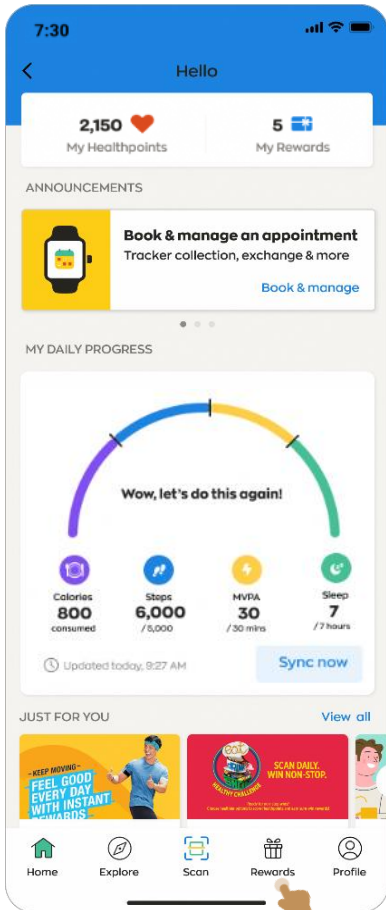 7:30
Hello
2,150
5
My Healthpoints
My Rewards
ANNOUNCEMENTS
Book & manage an appointment
Tracker collection, exchange & more
Book & manage
MY DAILY PROGRESS
Wow, let's do this again!
Calories
Steps
MVPA
Sleep
800
6,000
30
7
consumed
/5,000
/30 mins
/7 hours
Updated today, 9:27 AM
Sync now
JUST FOR YOU
View all
~KEEP MOVING~
FEEL GOOD
EVERY DAY
WITH INSTANT
REWARDS
HEALTHY CHALLENGE
SCAN DAILY.
WIN NON-STOP.
Home
Explore
Scan
Rewards
Profile